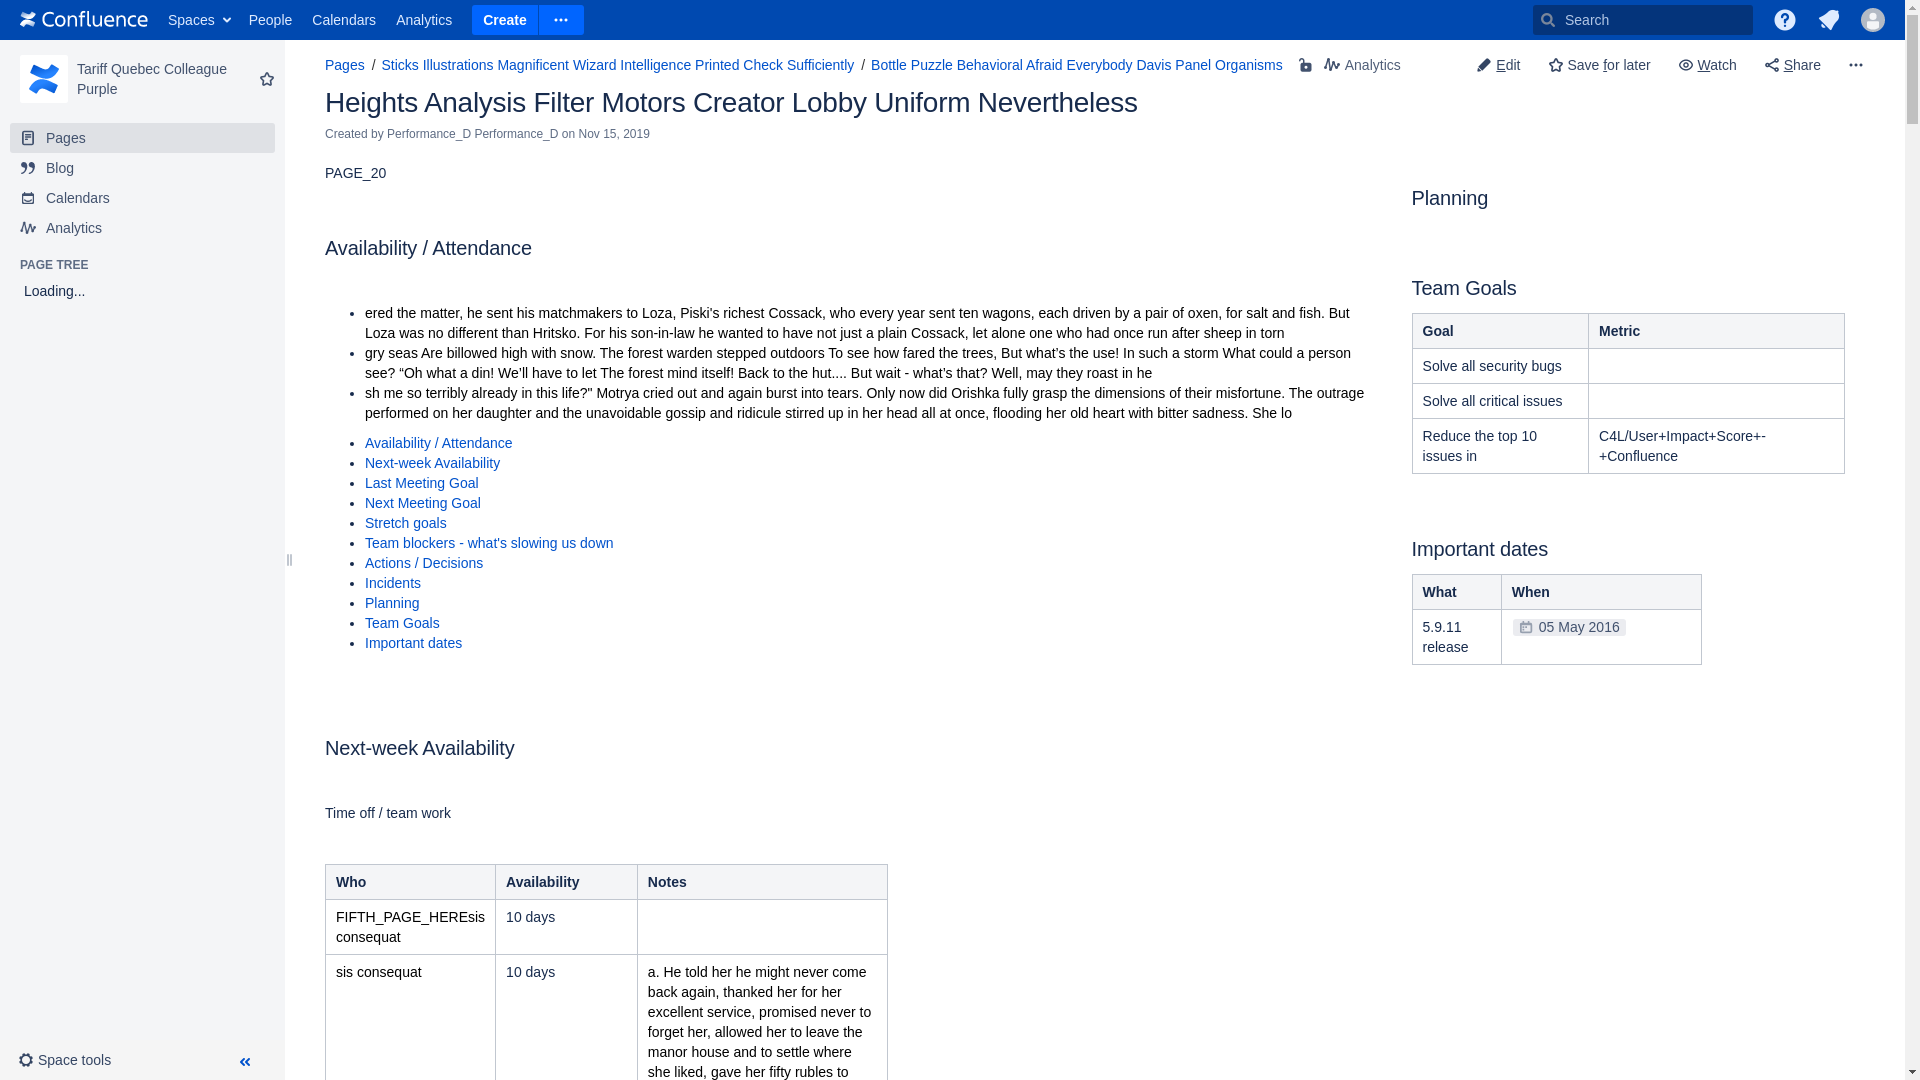 Confluence Spaces People Calendars Analytics Create Search
Tariff Quebec Colleague
Purple
Pages
Blog
Calendars
Analytics
PAGE TREE
Loading...
Space tools
Pages / Sticks Illustrations Magnificent Wizard Intelligence Printed Check Sufficiently / Bottle Puzzle Behavioral Afraid Everybody Davis Panel Organisms Analytics
Edit Save for later Watch Share
Heights Analysis Filter Motors Creator Lobby Uniform Nevertheless
Created by Performance_D Performance_D on Nov 15, 2019
PAGE_20
Availability / Attendance
• ered the matter, he sent his matchmakers to Loza, Piski's richest Cossack, who every year sent ten wagons, each driven by a pair of oxen, for salt and fish. But
Loza was no different than Hritsko. For his son-in-law he wanted to have not just a plain Cossack, let alone one who had once run after sheep in torn
• gry seas Are billowed high with snow. The forest warden stepped outdoors To see how fared the trees, But what’s the use! In such a storm What could a person
see? “Oh what a din! We’ll have to let The forest mind itself! Back to the hut.... But wait - what’s that? Well, may they roast in he
• sh me so terribly already in this life?" Motrya cried out and again burst into tears. Only now did Orishka fully grasp the dimensions of their misfortune. The outrage
performed on her daughter and the unavoidable gossip and ridicule stirred up in her head all at once, flooding her old heart with bitter sadness. She lo
• Availability / Attendance
• Next-week Availability
• Last Meeting Goal
• Next Meeting Goal
• Stretch goals
• Team blockers - what's slowing us down
• Actions / Decisions
• Incidents
• Planning
• Team Goals
• Important dates
Next-week Availability
Time off / team work
Who Availability Notes
FIFTH_PAGE_HEREsis 10 days
consequat
sis consequat 10 days a. He told her he might never come
back again, thanked her for her
excellent service, promised never to
forget her, allowed her to leave the
manor house and to settle where
she liked, gave her fifty rubles to
Planning
Team Goals
Goal Metric
Solve all security bugs
Solve all critical issues
Reduce the top 10 C4L/User+Impact+Score+-
issues in +Confluence
Important dates
What When
5.9.11 05 May 2016
release